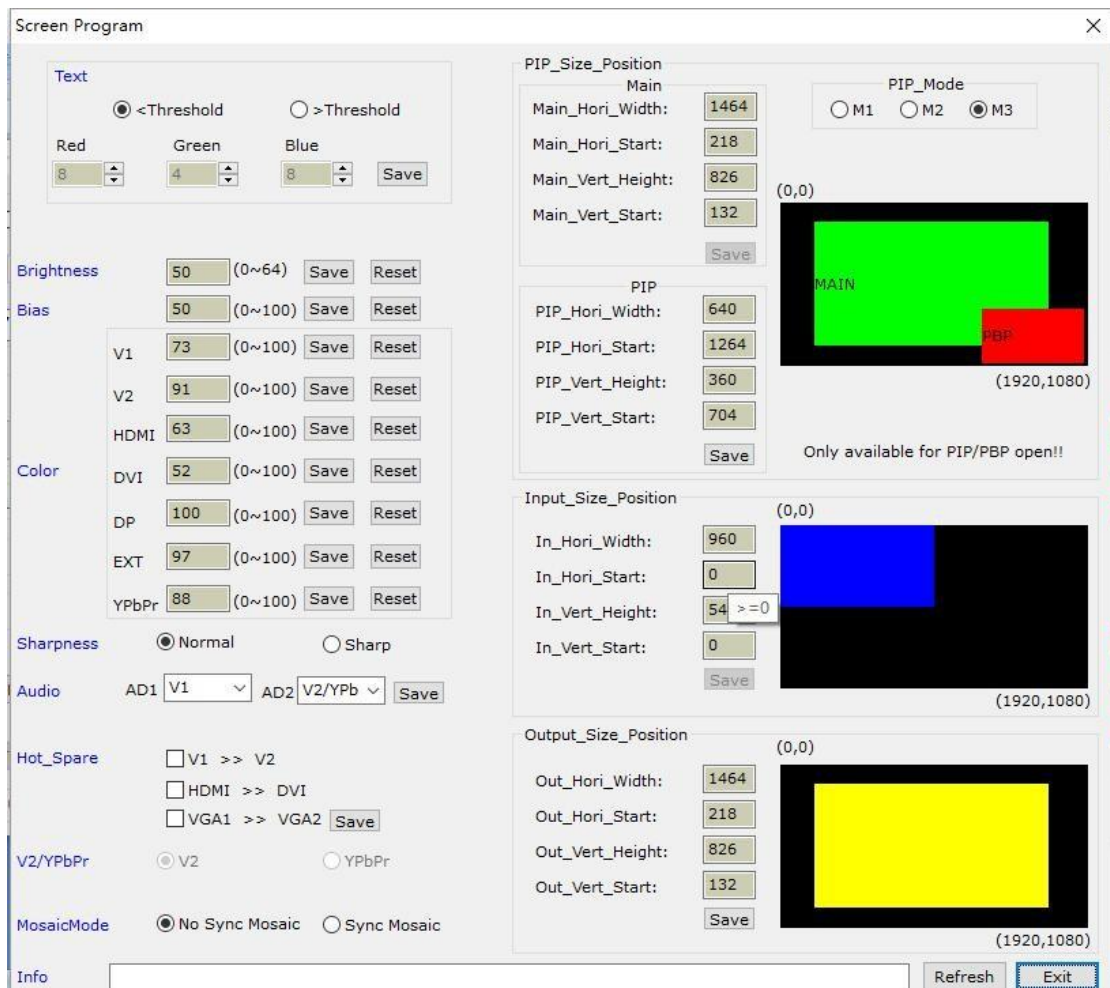 Screen Program
Text
<Threshold >Threshold
Red Green Blue
8 4 8 Save
Brightness 50 (0~64) Save Reset
Bias 50 (0~100) Save Reset
Color
V1 73 (0~100) Save Reset
V2 91 (0~100) Save Reset
HDMI 63 (0~100) Save Reset
DVI 52 (0~100) Save Reset
DP 100 (0~100) Save Reset
EXT 97 (0~100) Save Reset
YPbPr 88 (0~100) Save Reset
Sharpness Normal Sharp
Audio AD1 V1 AD2 V2/YPb Save
Hot_Spare V1 >> V2
HDMI >> DVI
VGA1 >> VGA2 Save
V2/YPbPr V2 YPbPr
MosaicMode No Sync Mosaic Sync Mosaic
PIP_Size_Position
Main
Main_Hori_Width: 1464
Main_Hori_Start: 218
Main_Vert_Height: 826
Main_Vert_Start: 132
Save
PIP
PIP_Hori_Width: 640
PIP_Hori_Start: 1264
PIP_Vert_Height: 360
PIP_Vert_Start: 704
Save
PIP_Mode
M1 M2 M3
(0,0)
MAIN
PBP
(1920,1080)
Only available for PIP/PBP open!!
Input_Size_Position
In_Hori_Width: 960
In_Hori_Start: 0
In_Vert_Height: 54
>=0
In_Vert_Start: 0
Save
(0,0)
(1920,1080)
Output_Size_Position
Out_Hori_Width: 1464
Out_Hori_Start: 218
Out_Vert_Height: 826
Out_Vert_Start: 132
Save
(0,0)
(1920,1080)
Info Refresh Exit